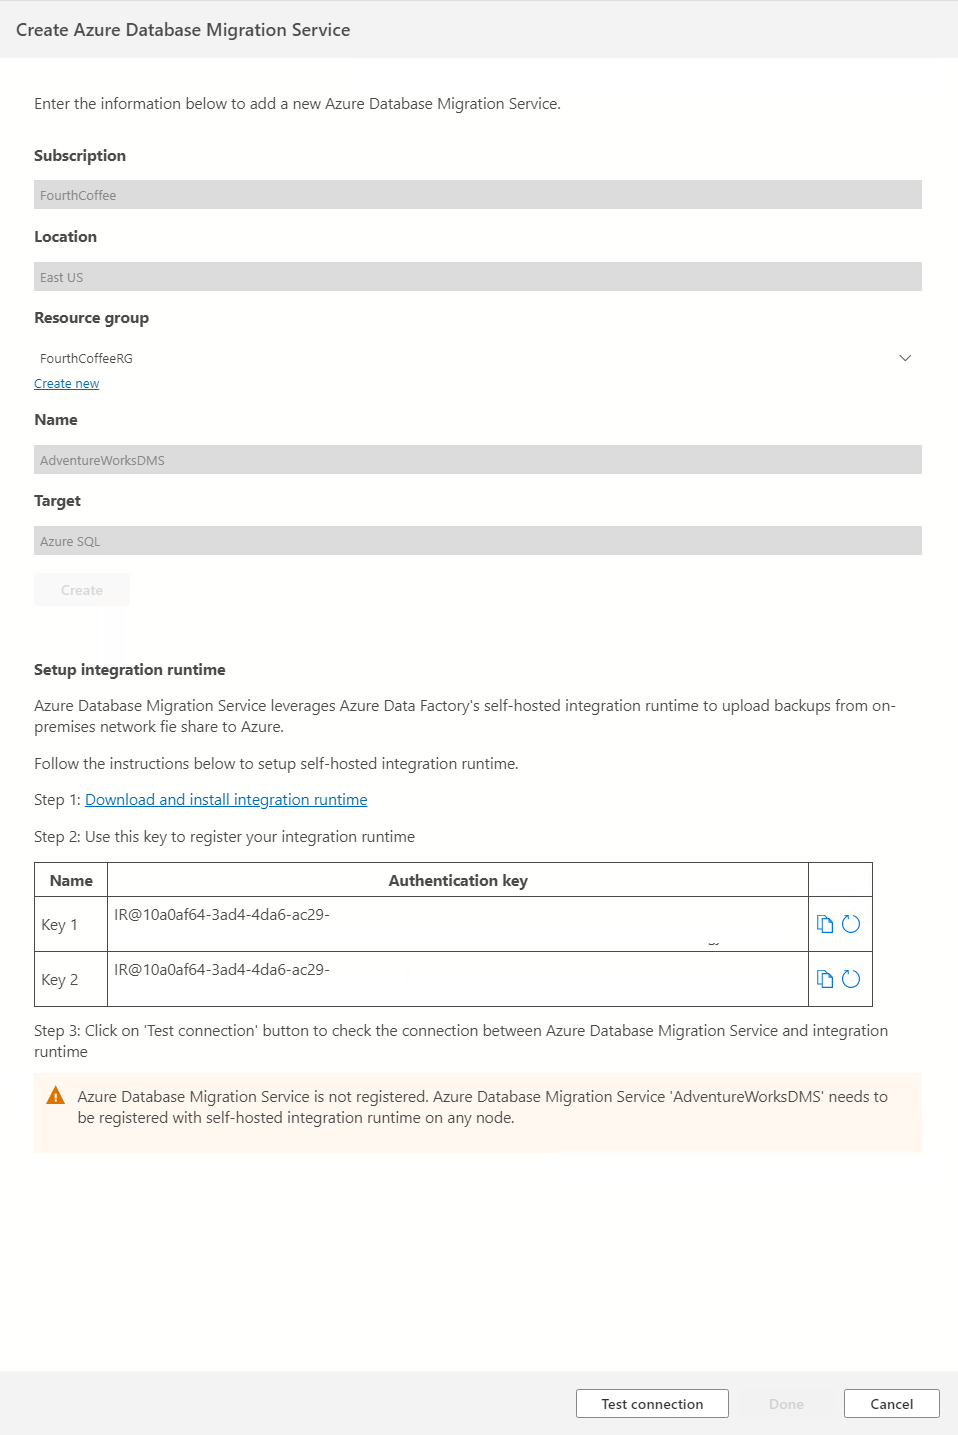 Create Azure Database Migration Service
Enter the information below to add a new Azure Database Migration Service.
Subscription
FourthCoffee
Location
East US
Resource group
FourthCoffeeRG
Create new
Name
AdventureWorksDMS
Target
Azure SQL
Create
Setup integration runtime
Azure Database Migration Service leverages Azure Data Factory's self-hosted integration runtime to upload backups from on-
premises network fie share to Azure.
Follow the instructions below to setup self-hosted integration runtime.
Step 1: Download and install integration runtime
Step 2: Use this key to register your integration runtime
Name Authentication key
Key 1 IR@10a0af64-3ad4-4da6-ac29-
Key 2 IR@10a0af64-3ad4-4da6-ac29-
Step 3: Click on 'Test connection' button to check the connection between Azure Database Migration Service and integration
runtime
Azure Database Migration Service is not registered. Azure Database Migration Service 'AdventureWorksDMS' needs to
be registered with self-hosted integration runtime on any node.
Test connection Done Cancel